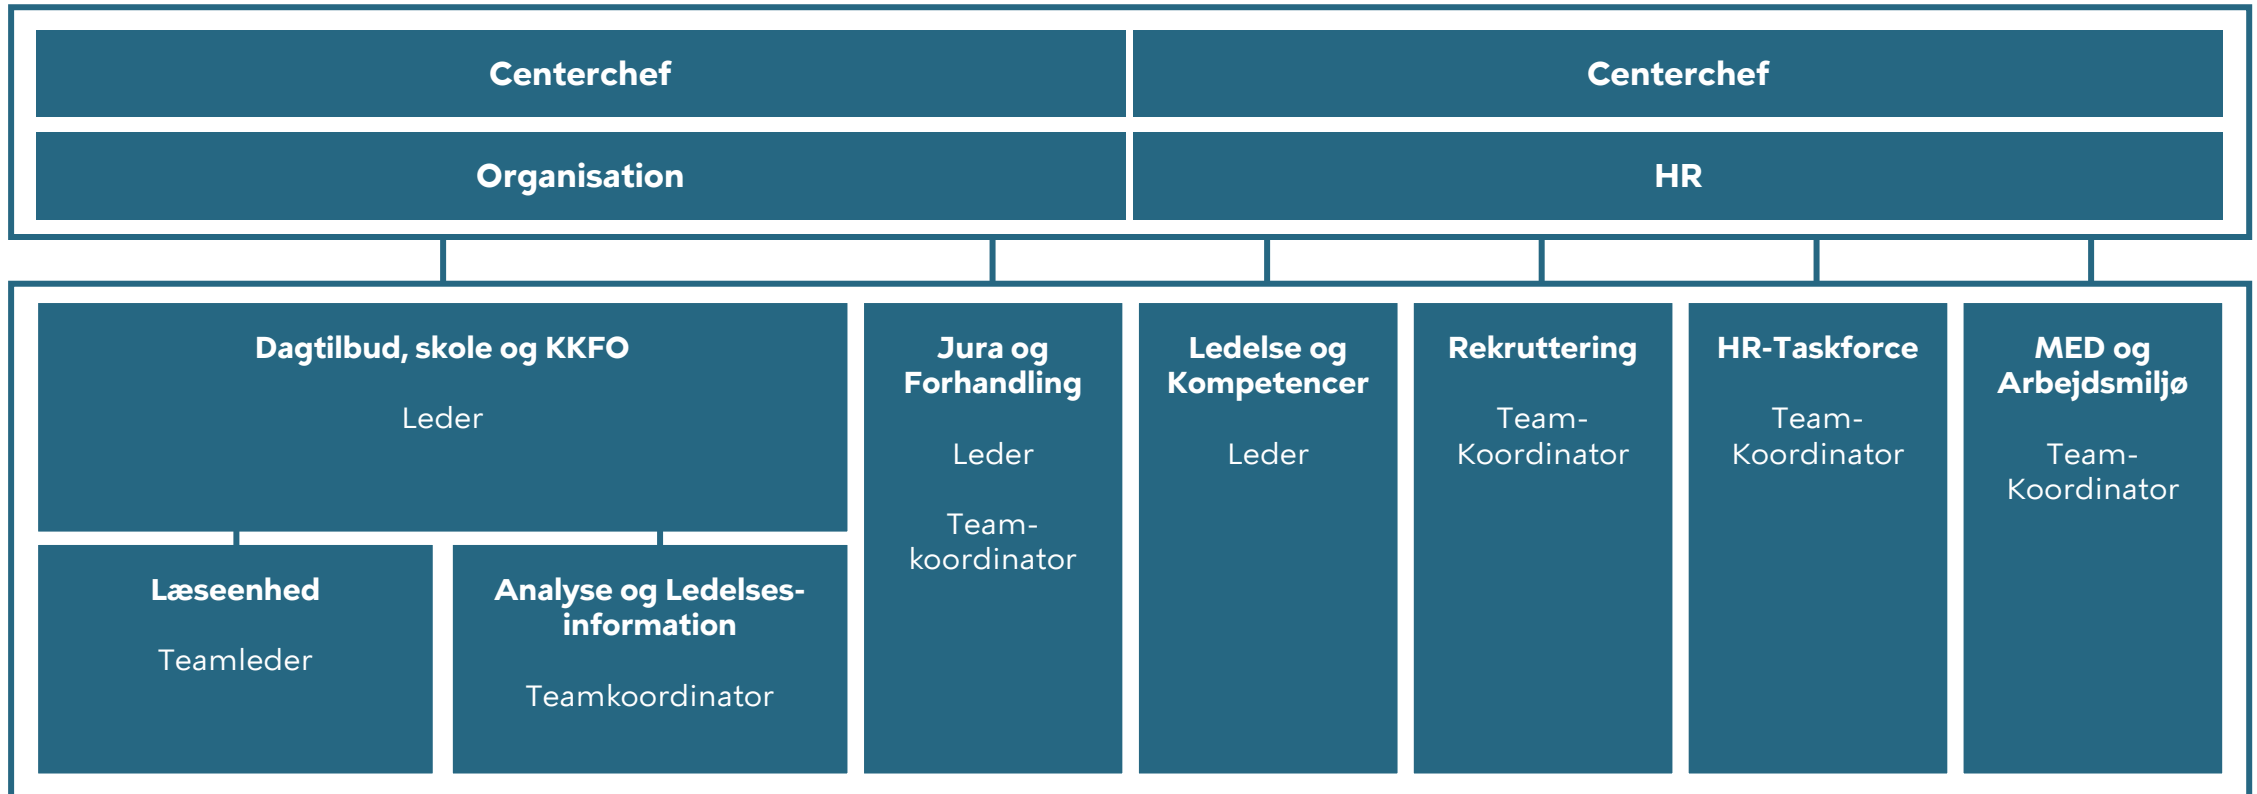 Centerchef
Centerchef
Organisation
HR
Dagtilbud, skole og KKFO
Leder
Læseenhed
Teamleder
Analyse og Ledelses-
information
Teamkoordinator
Jura og
Forhandling
Leder
Team-
koordinator
Ledelse og
Kompetencer
Leder
Rekruttering
Team-
Koordinator
HR-Taskforce
Team-
Koordinator
MED og
Arbejdsmiljø
Team-
Koordinator